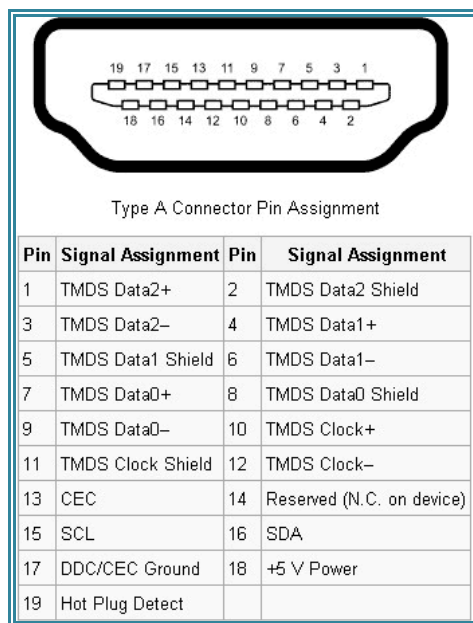 19 17 15 13 11 9 7 5 3 1
18 16 14 12 10 8 6 4 2
Type A Connector Pin Assignment
Pin Signal Assignment Pin Signal Assignment
1 TMDS Data2+ 2 TMDS Data2 Shield
3 TMDS Data2– 4 TMDS Data1+
5 TMDS Data1 Shield 6 TMDS Data1–
7 TMDS Data0+ 8 TMDS Data0 Shield
9 TMDS Data0– 10 TMDS Clock+
11 TMDS Clock Shield 12 TMDS Clock–
13 CEC 14 Reserved (N.C. on device)
15 SCL 16 SDA
17 DDC/CEC Ground 18 +5 V Power
19 Hot Plug Detect